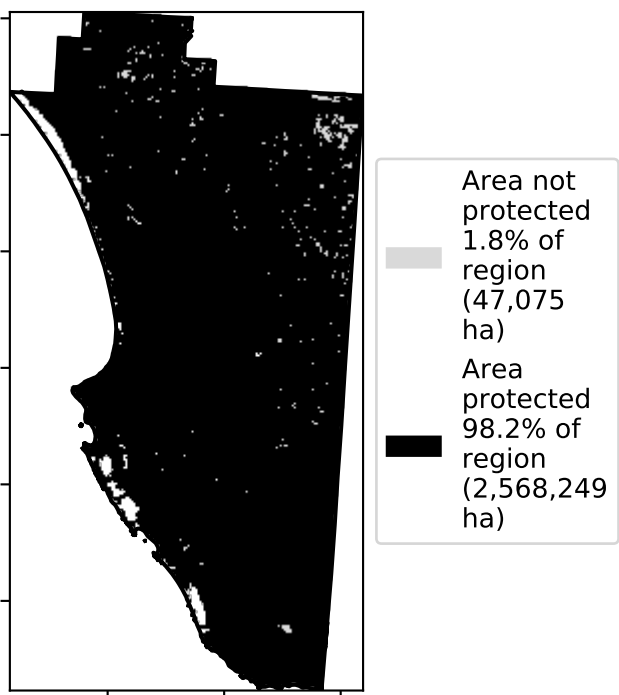 Area not
protected
1.8% of
region
(47,075
ha)
Area
protected
98.2% of
region
(2,568,249
ha)